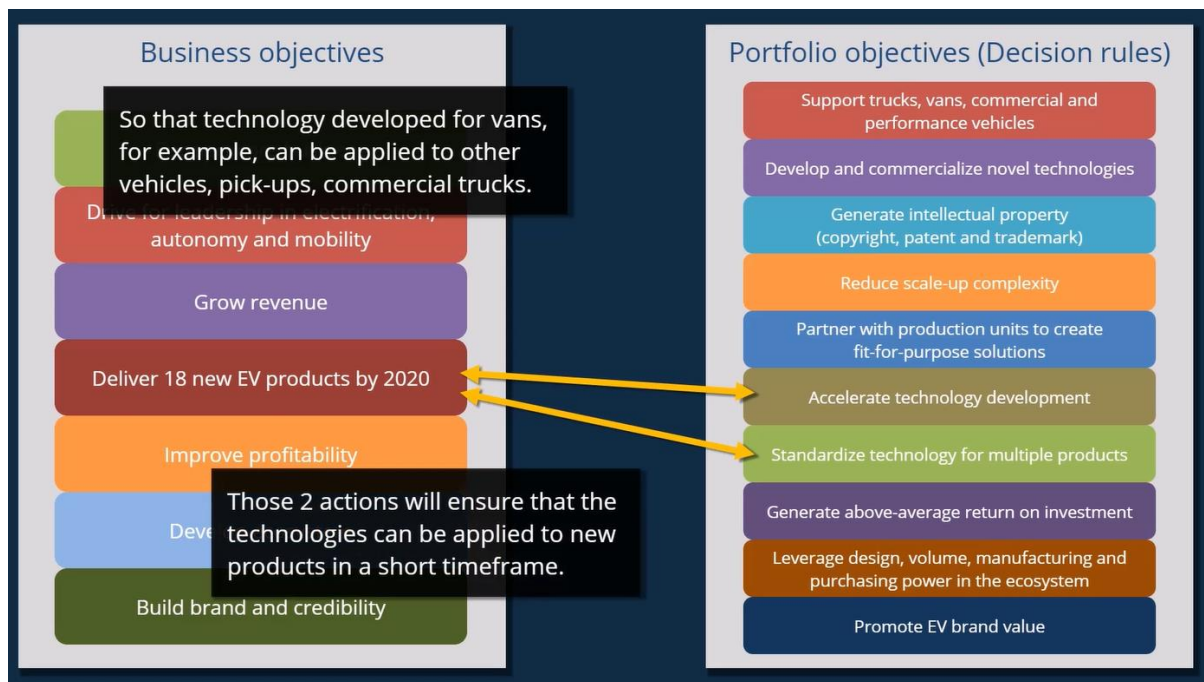 Business objectives
So that technology developed for vans,
for example, can be applied to other
vehicles, pick-ups, commercial trucks.
Drive for leadership in electrification,
autonomy and mobility
Grow revenue
Deliver 18 new EV products by 2020
Improve profitability
Those 2 actions will ensure that the
technologies can be applied to new
products in a short timeframe.
Build brand and credibility
Portfolio objectives (Decision rules)
Support trucks, vans, commercial and
performance vehicles
Develop and commercialize novel technologies
Generate intellectual property
(copyright, patent and trademark)
Reduce scale-up complexity
Partner with production units to create
fit-for-purpose solutions
Accelerate technology development
Standardize technology for multiple products
Generate above-average return on investment
Leverage design, volume, manufacturing and
purchasing power in the ecosystem
Promote EV brand value